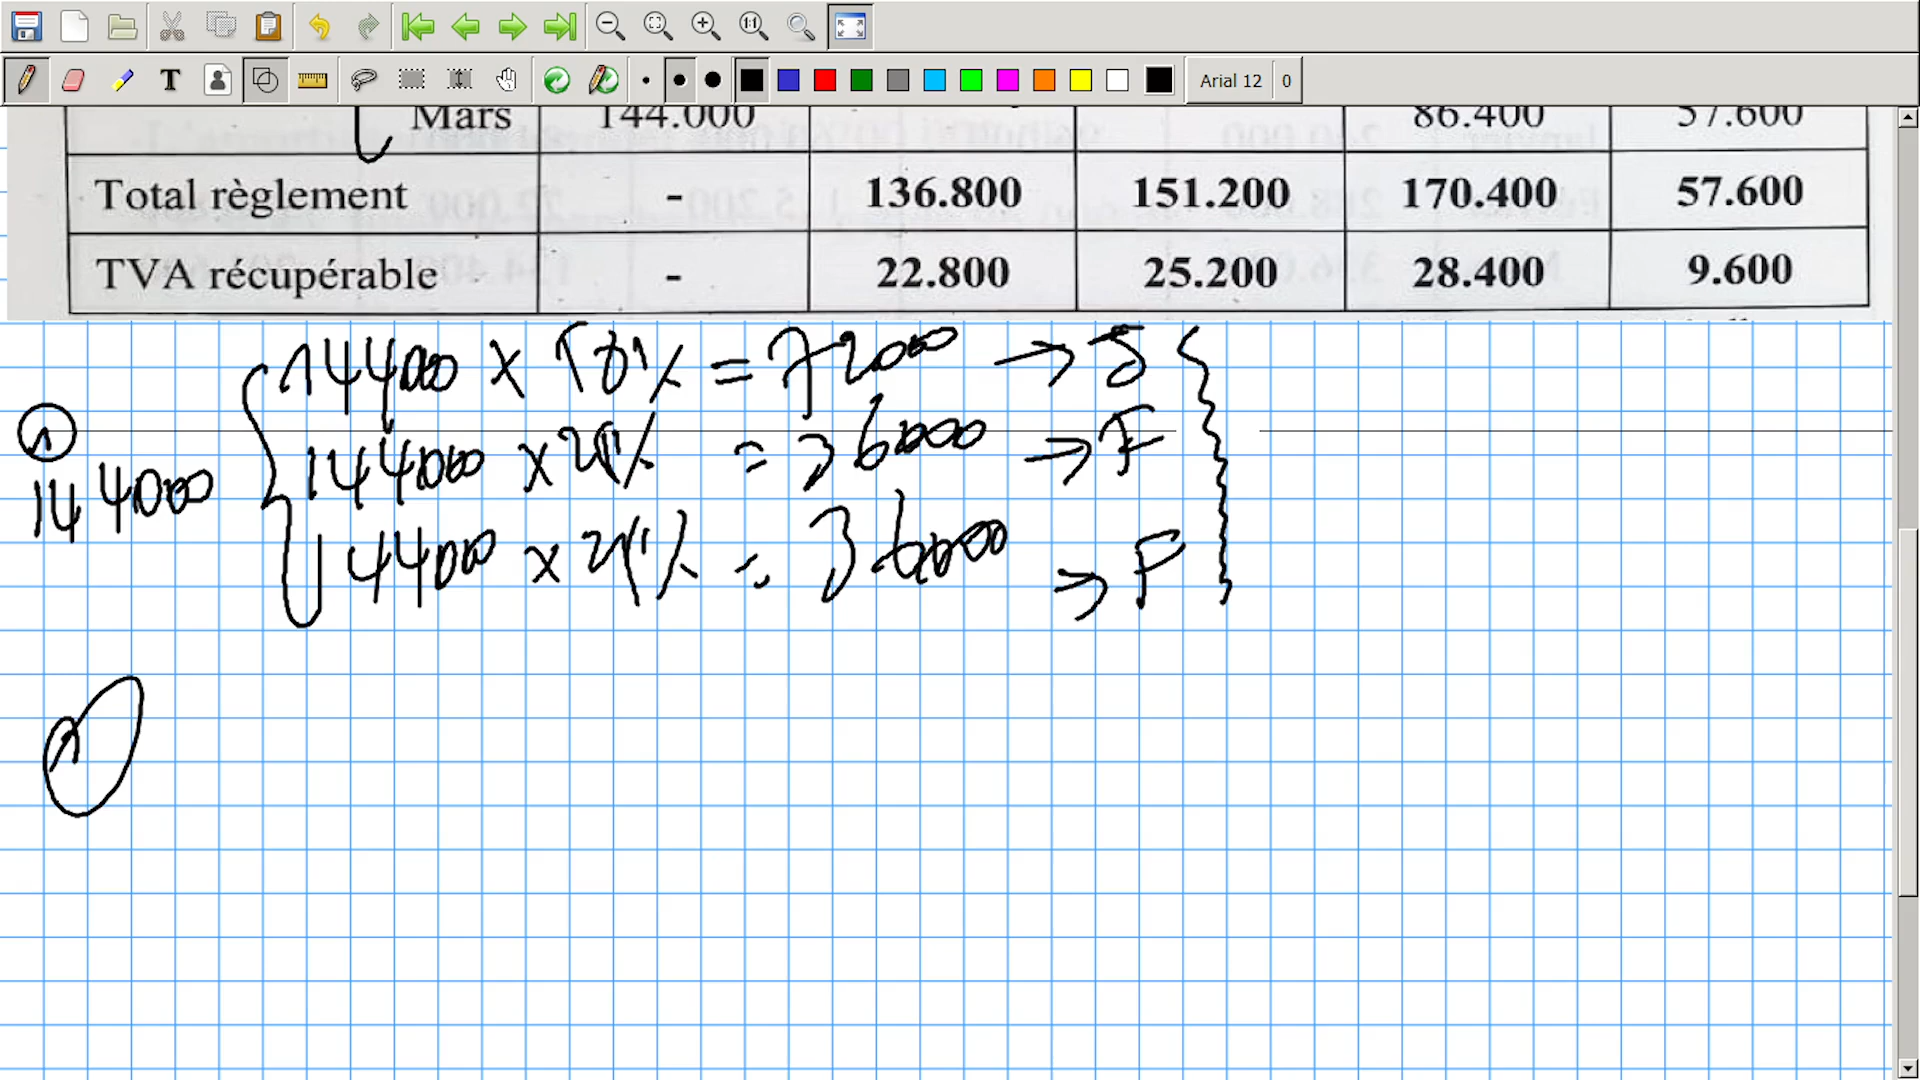 T Arial 12 0
Mars 144.000 86.400 57.600
Total règlement - 136.800 151.200 170.400 57.600
TVA récupérable - 22.800 25.200 28.400 9.600
144000 x 50% = 72000 → J
1
144000
144000 x 25% = 36000 → F
144000 x 25% = 36000 → F
1